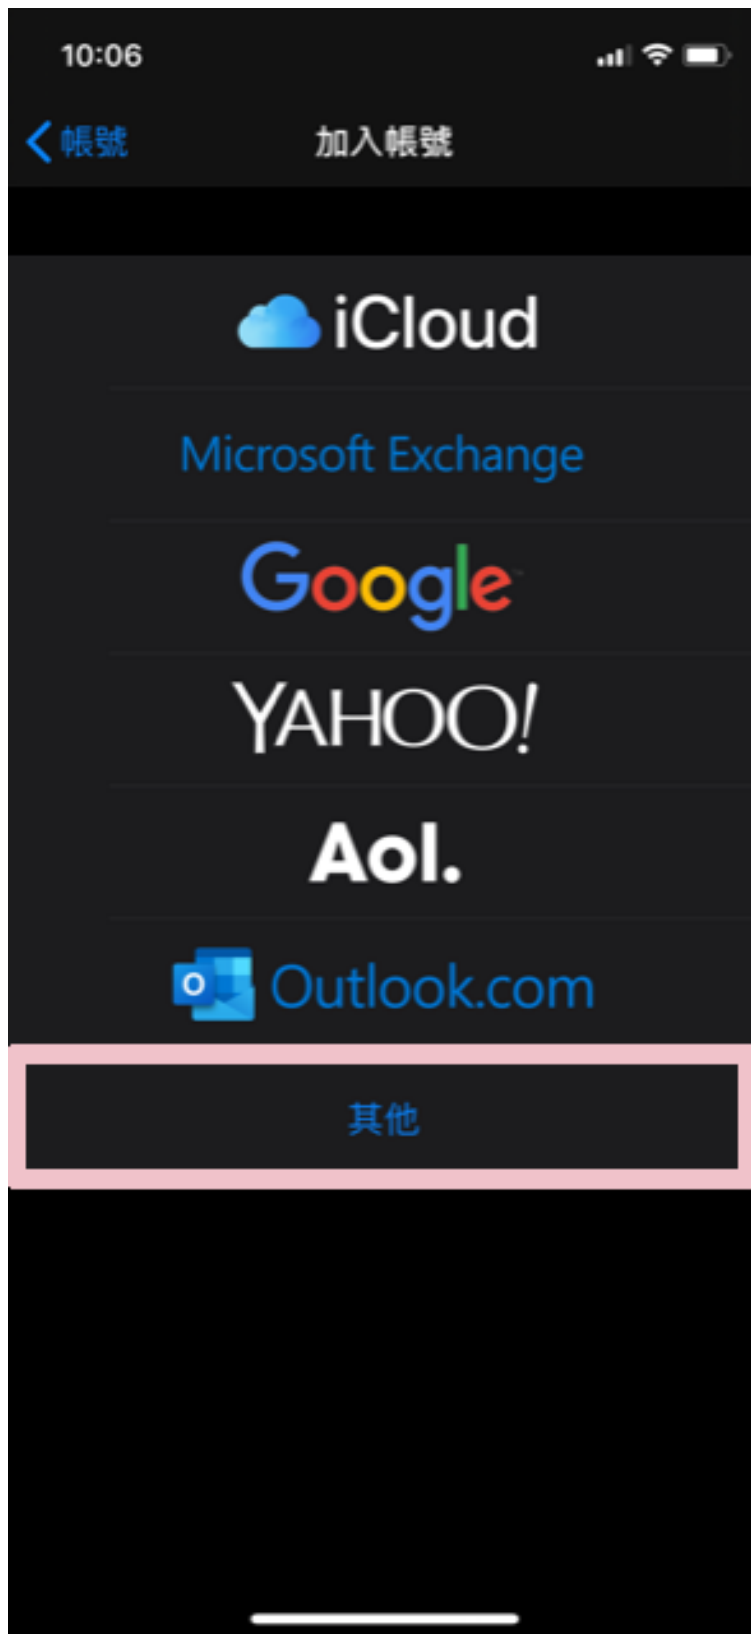 10:06
帳號
加入帳號
iCloud
Microsoft Exchange
Google
YAHOO!
Aol.
Outlook.com
其他